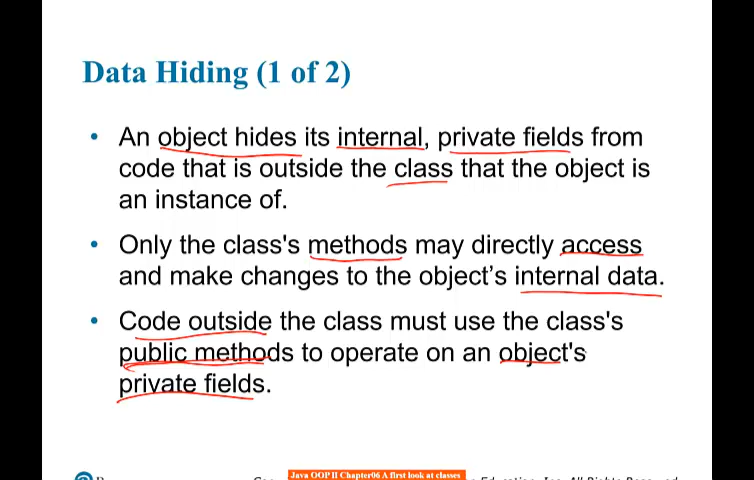 Data Hiding (1 of 2)
• An object hides its internal, private fields from
code that is outside the class that the object is
an instance of.
• Only the class's methods may directly access
and make changes to the object’s internal data.
• Code outside the class must use the class's
public methods to operate on an object's
private fields.
Java OOP II Chapter06 A first look at classes